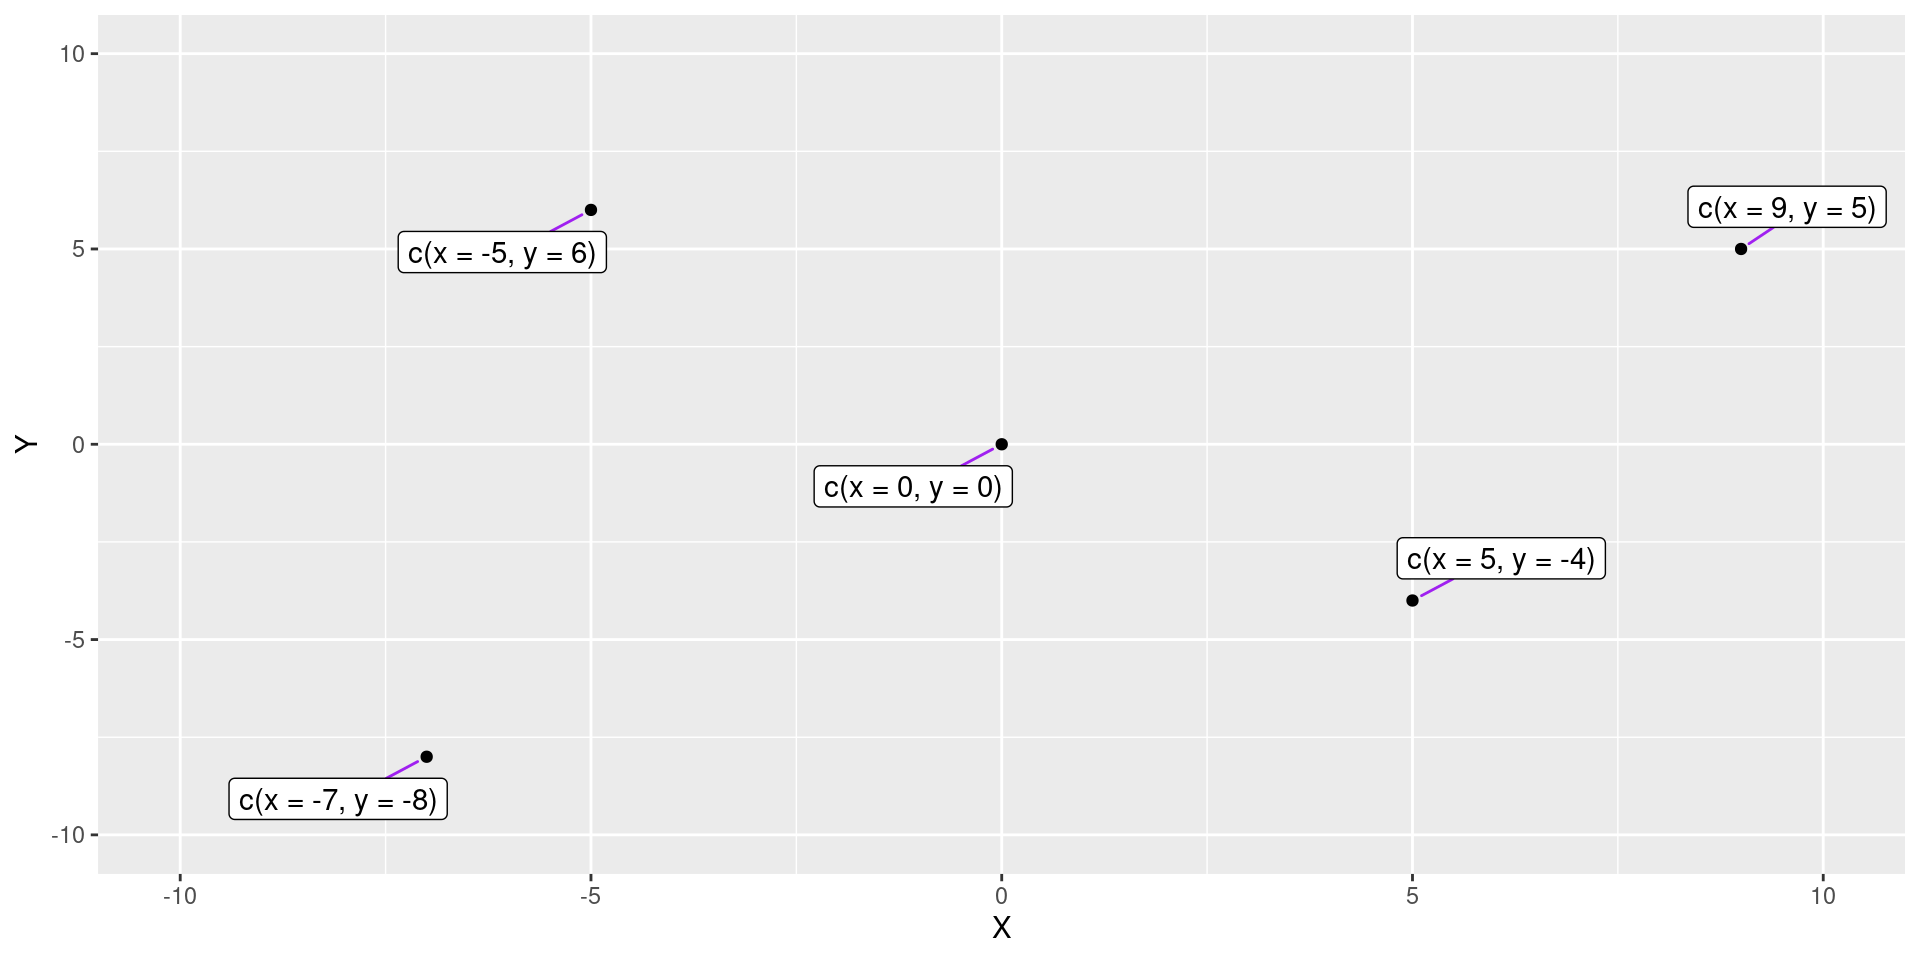 10
c(x = 9, y = 5)
5
c(x = -5, y = 6)
Y
0
c(x = 0, y = 0)
c(x = 5, y = -4)
-5
c(x = -7, y = -8)
-10
-10 -5 0 5 10
X